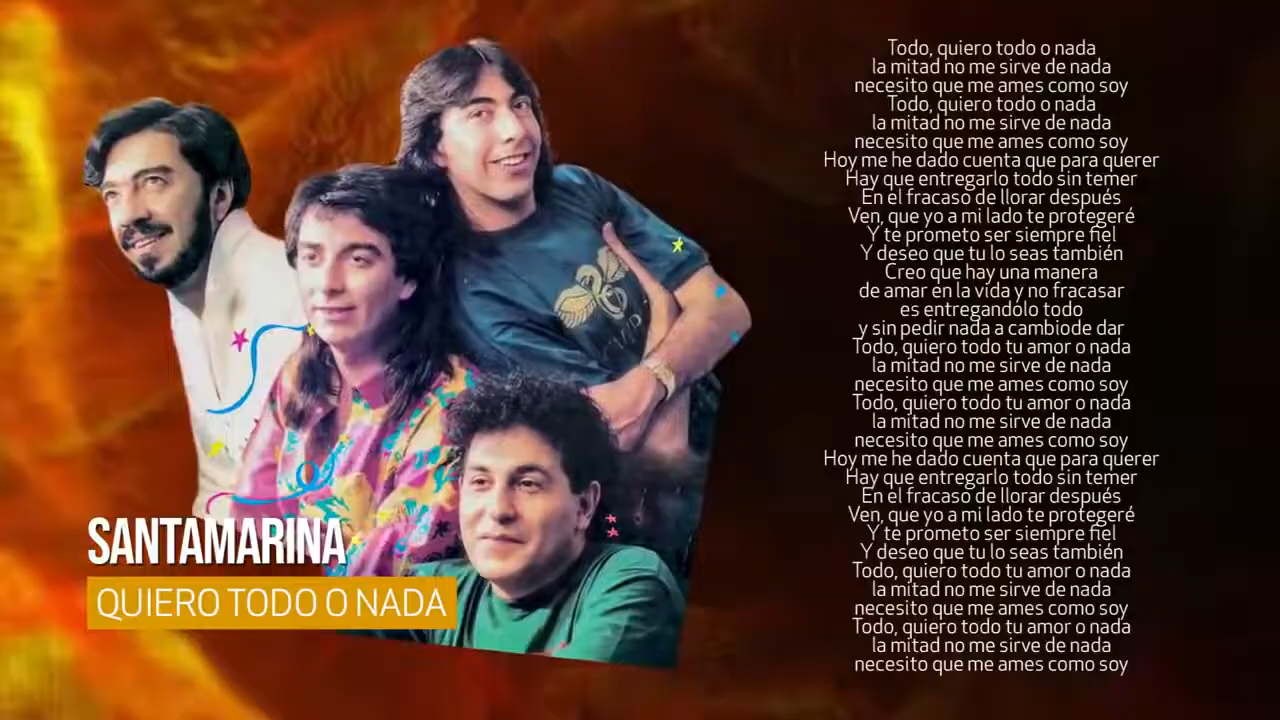 SANTAMARINA
QUIERO TODO O NADA
Todo, quiero todo o nada
la mitad no me sirve de nada
necesito que me ames como soy
Todo, quiero todo o nada
la mitad no me sirve de nada
necesito que me ames como soy
Hoy me he dado cuenta que para querer
Hay que entregarlo todo sin temer
En el fracaso de llorar después
Ven, que yo a mi lado te protegeré
Y te prometo ser siempre fiel
Y deseo que tu lo seas también
Creo que hay una manera
de amar en la vida y no fracasar
es entregandolo todo
y sin pedir nada a cambiode dar
Todo, quiero todo tu amor o nada
la mitad no me sirve de nada
necesito que me ames como soy
Todo, quiero todo tu amor o nada
la mitad no me sirve de nada
necesito que me ames como soy
Hoy me he dado cuenta que para querer
Hay que entregarlo todo sin temer
En el fracaso de llorar después
Ven, que yo a mi lado te protegeré
Y te prometo ser siempre fiel
Y deseo que tu lo seas también
Todo, quiero todo tu amor o nada
la mitad no me sirve de nada
necesito que me ames como soy
Todo, quiero todo tu amor o nada
la mitad no me sirve de nada
necesito que me ames como soy